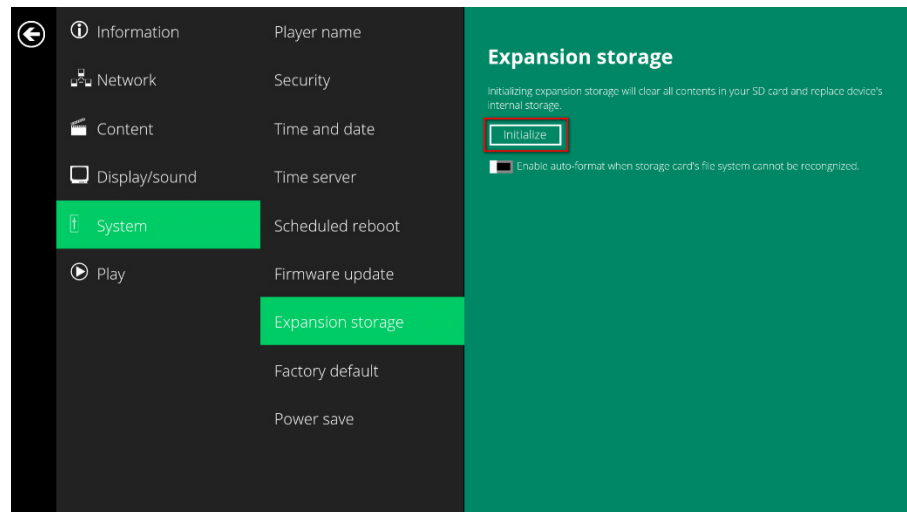 Information
Network
Content
Display/sound
System
Play
Player name
Security
Time and date
Time server
Scheduled reboot
Firmware update
Expansion storage
Factory default
Power save
Expansion storage
Initializing expansion storage will clear all contents in your SD card and replace device's
internal storage.
Initialize
Enable auto-format when storage card's file system cannot be recongnized.